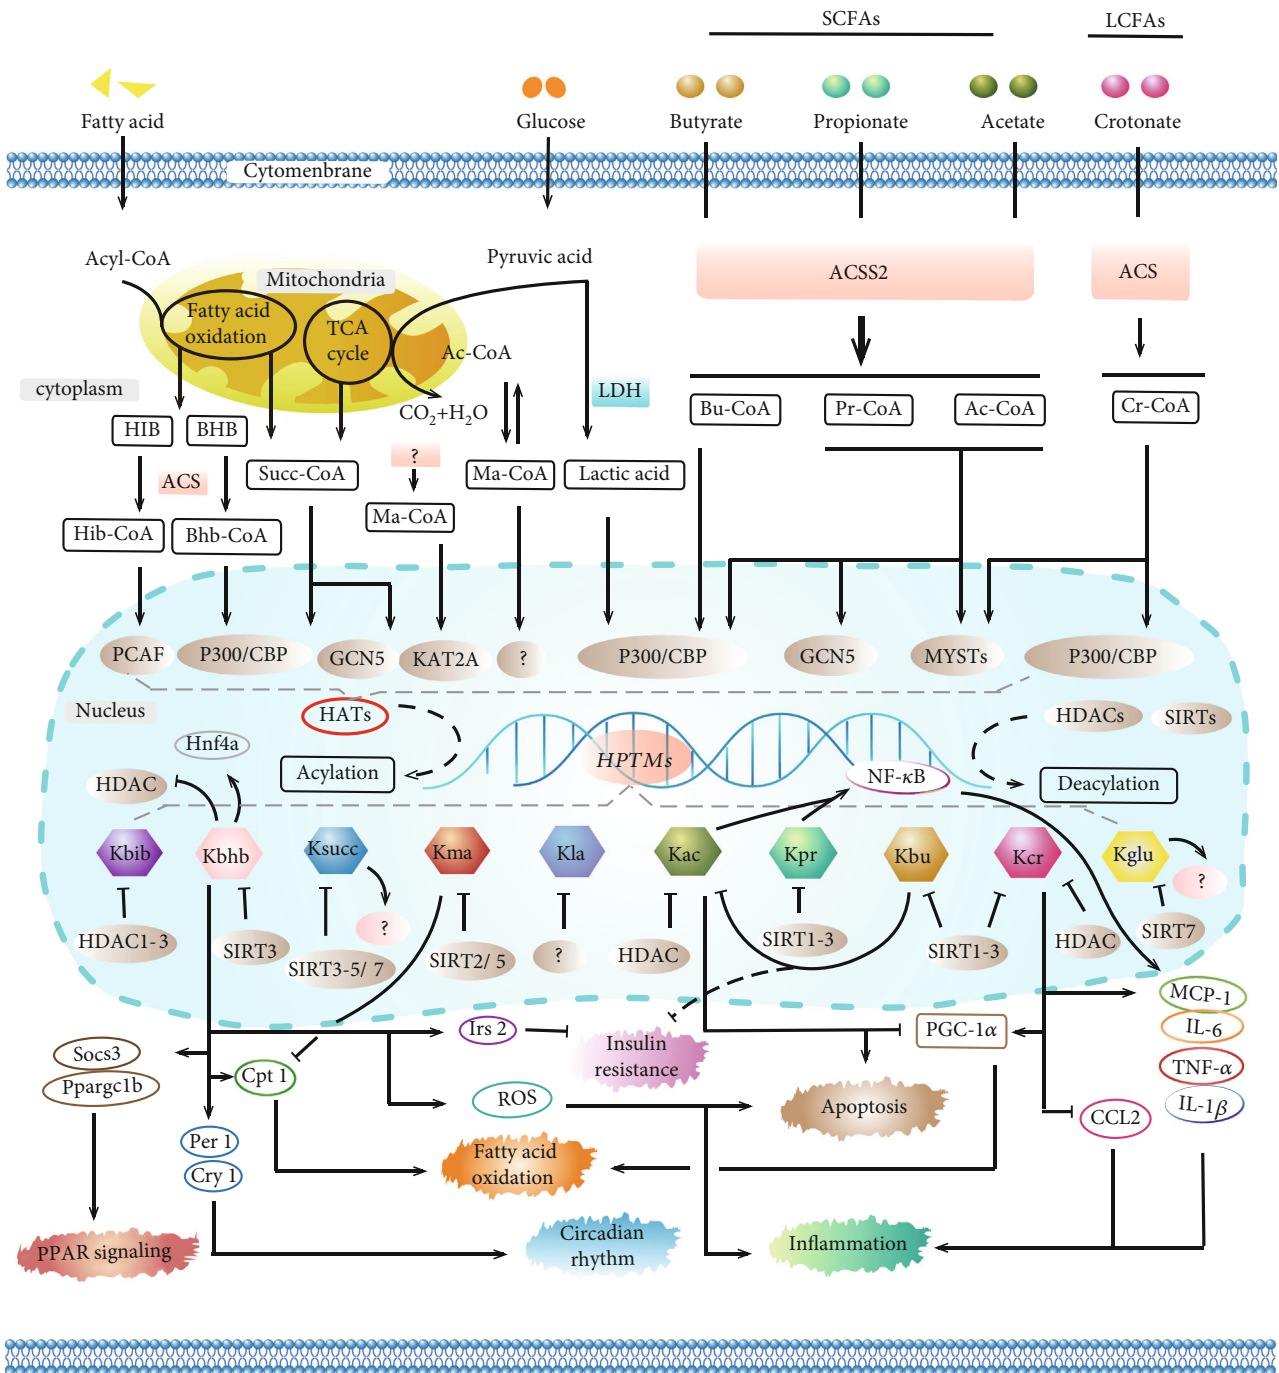 SCFAs
LCFAs
Fatty acid
Glucose
Butyrate
Propionate
Acetate
Crotonate
Cytomenbrane
Acyl-CoA
Pyruvic acid
Mitochondria
ACSS2
ACS
Fatty acid
oxidation
TCA
cycle
Ac-CoA
cytoplasm
CO2+H2O
LDH
Bu-CoA
Pr-CoA
Ac-CoA
Cr-CoA
HIB
BHB
?
ACS
Succ-CoA
Ma-CoA
Lactic acid
Ma-CoA
Hib-CoA
Bhb-CoA
PCAF
P300/CBP
GCN5
KAT2A
?
P300/CBP
GCN5
MYSTs
P300/CBP
Nucleus
HATs
HDACs
SIRTs
Hnf4a
HDAC
Acylation
HPTMs
NF-κB
Deacylation
Kbib
Kbhb
Ksucc
Kma
Kla
Kac
Kpr
Kbu
Kcr
Kglu
?
?
HDAC1-3
SIRT3
SIRT3-5/ 7
SIRT2/ 5
?
HDAC
SIRT1-3
SIRT1-3
HDAC
SIRT7
MCP-1
IL-6
TNF-α
IL-1β
Irs 2
Insulin
resistance
PGC-1α
Socs3
Ppargc1b
Cpt 1
ROS
Apoptosis
CCL2
Per 1
Cry 1
Fatty acid
oxidation
PPAR signaling
Circadian
rhythm
Inflammation